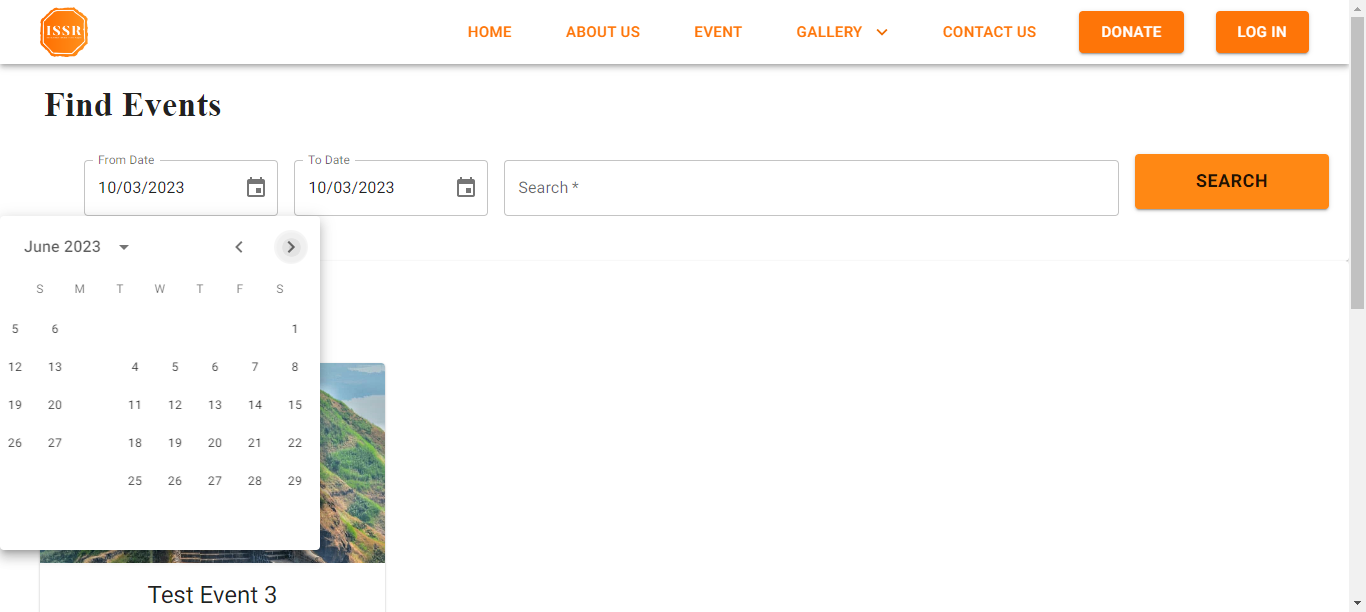 ISSR
HOME ABOUT US EVENT GALLERY CONTACT US DONATE LOG IN
Find Events
From Date To Date
10/03/2023 10/03/2023 Search * SEARCH
June 2023
S M T W T F S
5 6 1
12 13 4 5 6 7 8
19 20 11 12 13 14 15
26 27 18 19 20 21 22
25 26 27 28 29
Test Event 3